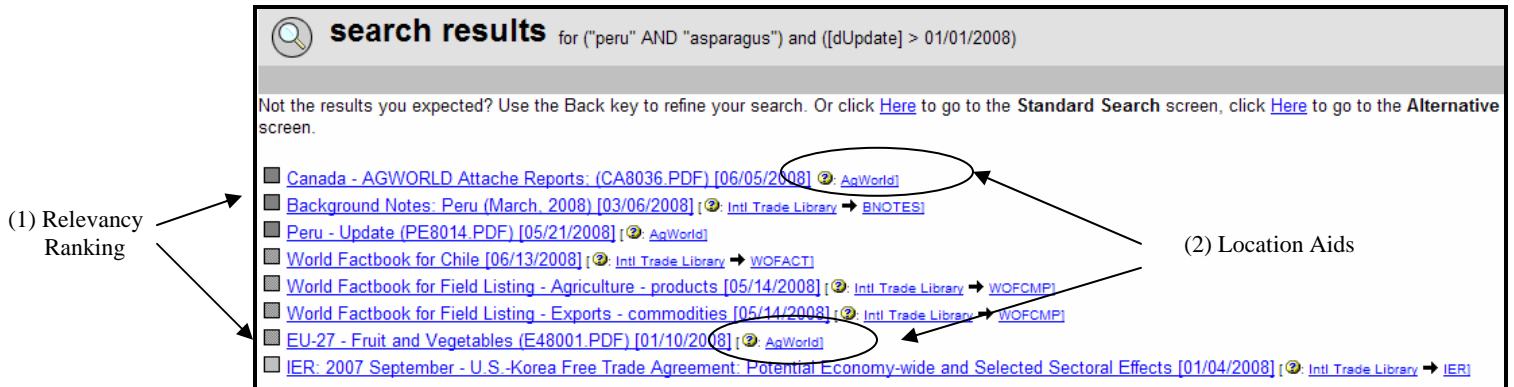 search results for ("peru" AND "asparagus") and ([dUpdate] > 01/01/2008)
Not the results you expected? Use the Back key to refine your search. Or click Here to go to the Standard Search screen, click Here to go to the Alternative
screen.
Canada - AGWORLD Attache Reports; (CA8036.PDF) [06/05/2008] ?: AgWorld]
Background Notes: Peru (March, 2008) [03/06/2008] [?: Intl Trade Library → BNOTES]
(1) Relevancy
Ranking
Peru - Update (PE8014.PDF) [05/21/2008] [?: AgWorld]
(2) Location Aids
World Factbook for Chile [06/13/2008] [?: Intl Trade Library → WOFACT]
World Factbook for Field Listing - Agriculture - products [05/14/2008] [?: Intl Trade Library → WOFCMP]
World Factbook for Field Listing - Exports - commodities [05/14/2008] [?: Intl Trade Library → WOFCMP]
EU-27 - Fruit and Vegetables (E48001.PDF) [01/10/2008] [?: AgWorld]
IER: 2007 September - U.S.-Korea Free Trade Agreement: Potential Economy-wide and Selected Sectoral Effects [01/04/2008] [?: Intl Trade Library → IER]